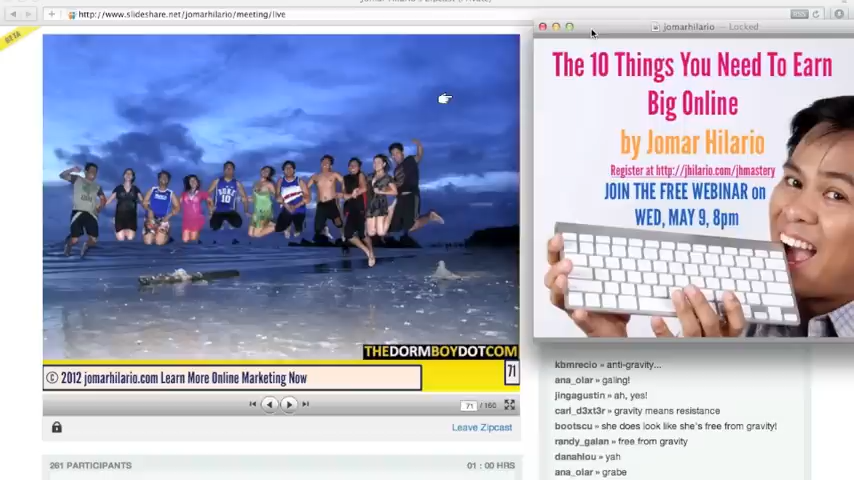 http://www.slideshare.net/jomarhilario/meeting/live
RSS
BETA
jomarhilario — Locked
The 10 Things You Need To Earn
Big Online
by Jomar Hilario
Register at http://jhilario.com/jhmastery
JOIN THE FREE WEBINAR on
WED, MAY 9, 8pm
DUKE
10
THEDORMBOYDOTCOM
© 2012 jomarhilario.com Learn More Online Marketing Now
71
71 / 160
Leave Zipcast
261 PARTICIPANTS
01 : 00 HRS
kbmrecio » anti-gravity...
ana_olar » galing!
jingagustin » ah, yes!
carl_d3xt3r » gravity means resistance
bootscu » she does look like she's free from gravity!
randy_galan » free from gravity
danahlou » yah
ana_olar » grabe